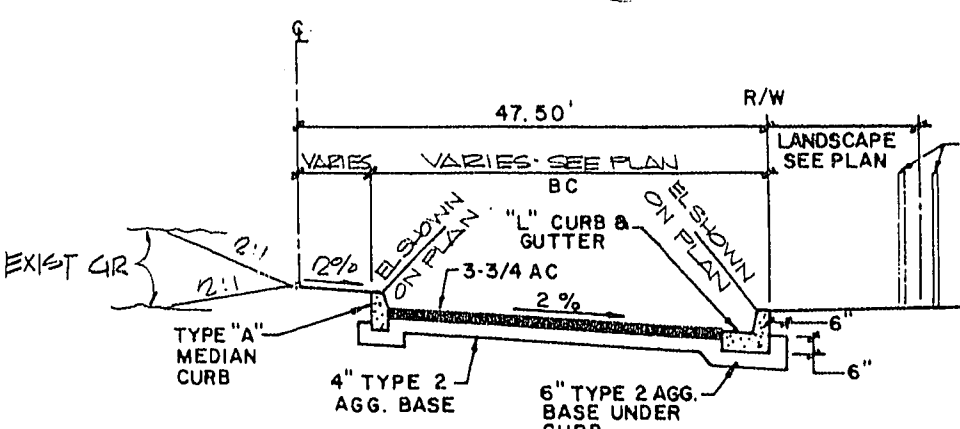 ℄
47.50'
R/W
LANDSCAPE
SEE PLAN
VARIES
VARIES - SEE PLAN
BC
EL SHOWN
ON PLAN
"L" CURB &
GUTTER
EL SHOWN
ON PLAN
EXIST GR
2:1
2:1
2%
3-3/4 AC
2 %
TYPE "A"
MEDIAN
CURB
4" TYPE 2
AGG. BASE
6" TYPE 2 AGG.
BASE UNDER
CURB
6"
6"